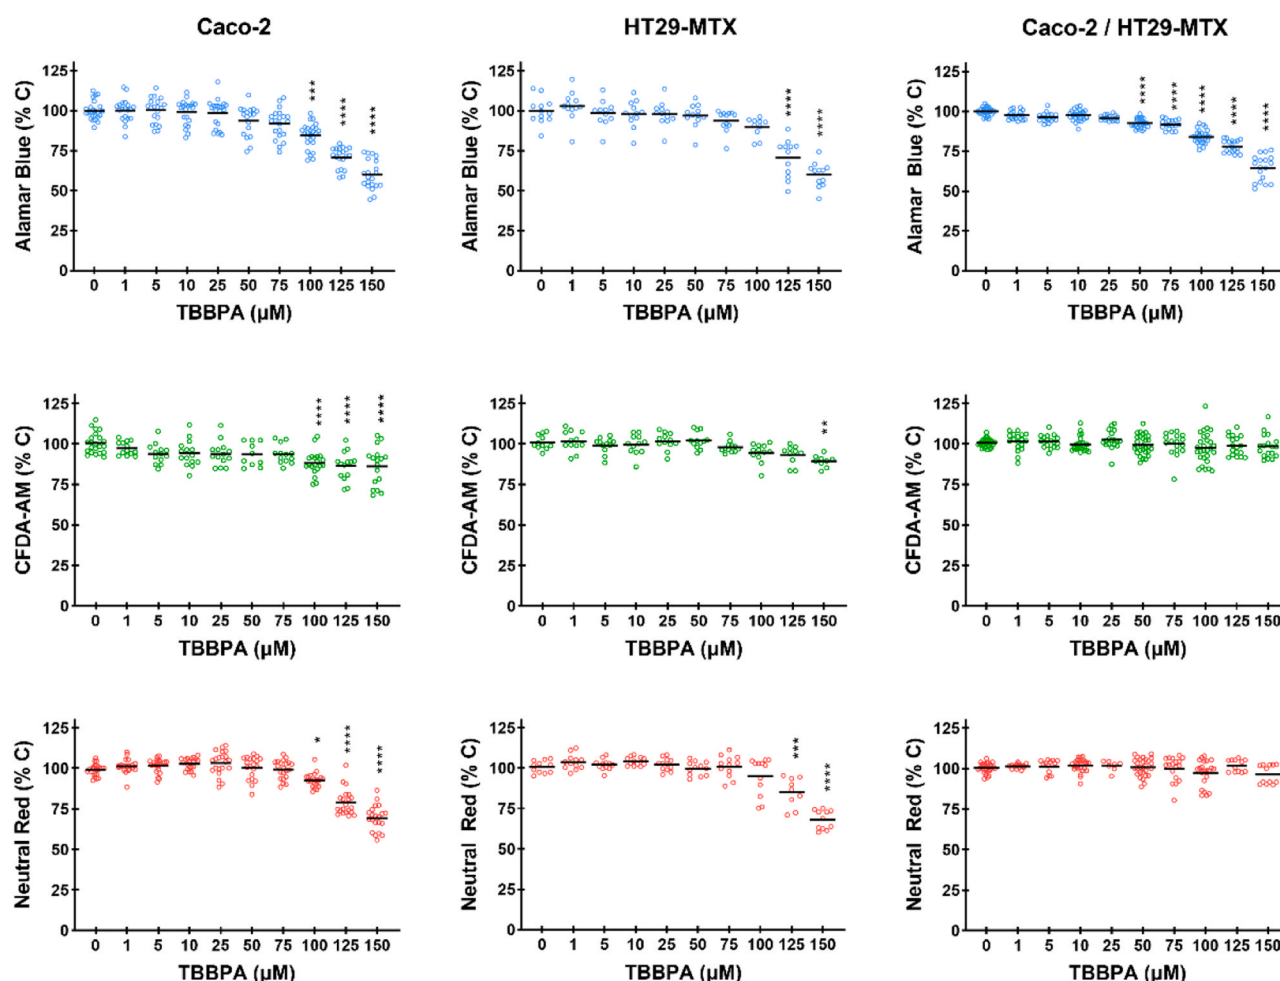 Caco-2
HT29-MTX
Caco-2 / HT29-MTX
Alamar Blue (% C)
125
100
75
50
25
0
*** **** ****
0 1 5 10 25 50 75 100 125 150
TBBPA (µM)
Alamar Blue (% C)
125
100
75
50
25
0
**** ****
0 1 5 10 25 50 75 100 125 150
TBBPA (µM)
Alamar Blue (% C)
125
100
75
50
25
0
**** **** **** **** ****
0 1 5 10 25 50 75 100 125 150
TBBPA (µM)
CFDA-AM (% C)
125
100
75
50
25
0
**** **** ****
0 1 5 10 25 50 75 100 125 150
TBBPA (µM)
CFDA-AM (% C)
125
100
75
50
25
0
**
0 1 5 10 25 50 75 100 125 150
TBBPA (µM)
CFDA-AM (% C)
125
100
75
50
25
0
0 1 5 10 25 50 75 100 125 150
TBBPA (µM)
Neutral Red (% C)
125
100
75
50
25
0
* **** ****
0 1 5 10 25 50 75 100 125 150
TBBPA (µM)
Neutral Red (% C)
125
100
75
50
25
0
*** ****
0 1 5 10 25 50 75 100 125 150
TBBPA (µM)
Neutral Red (% C)
125
100
75
50
25
0
0 1 5 10 25 50 75 100 125 150
TBBPA (µM)